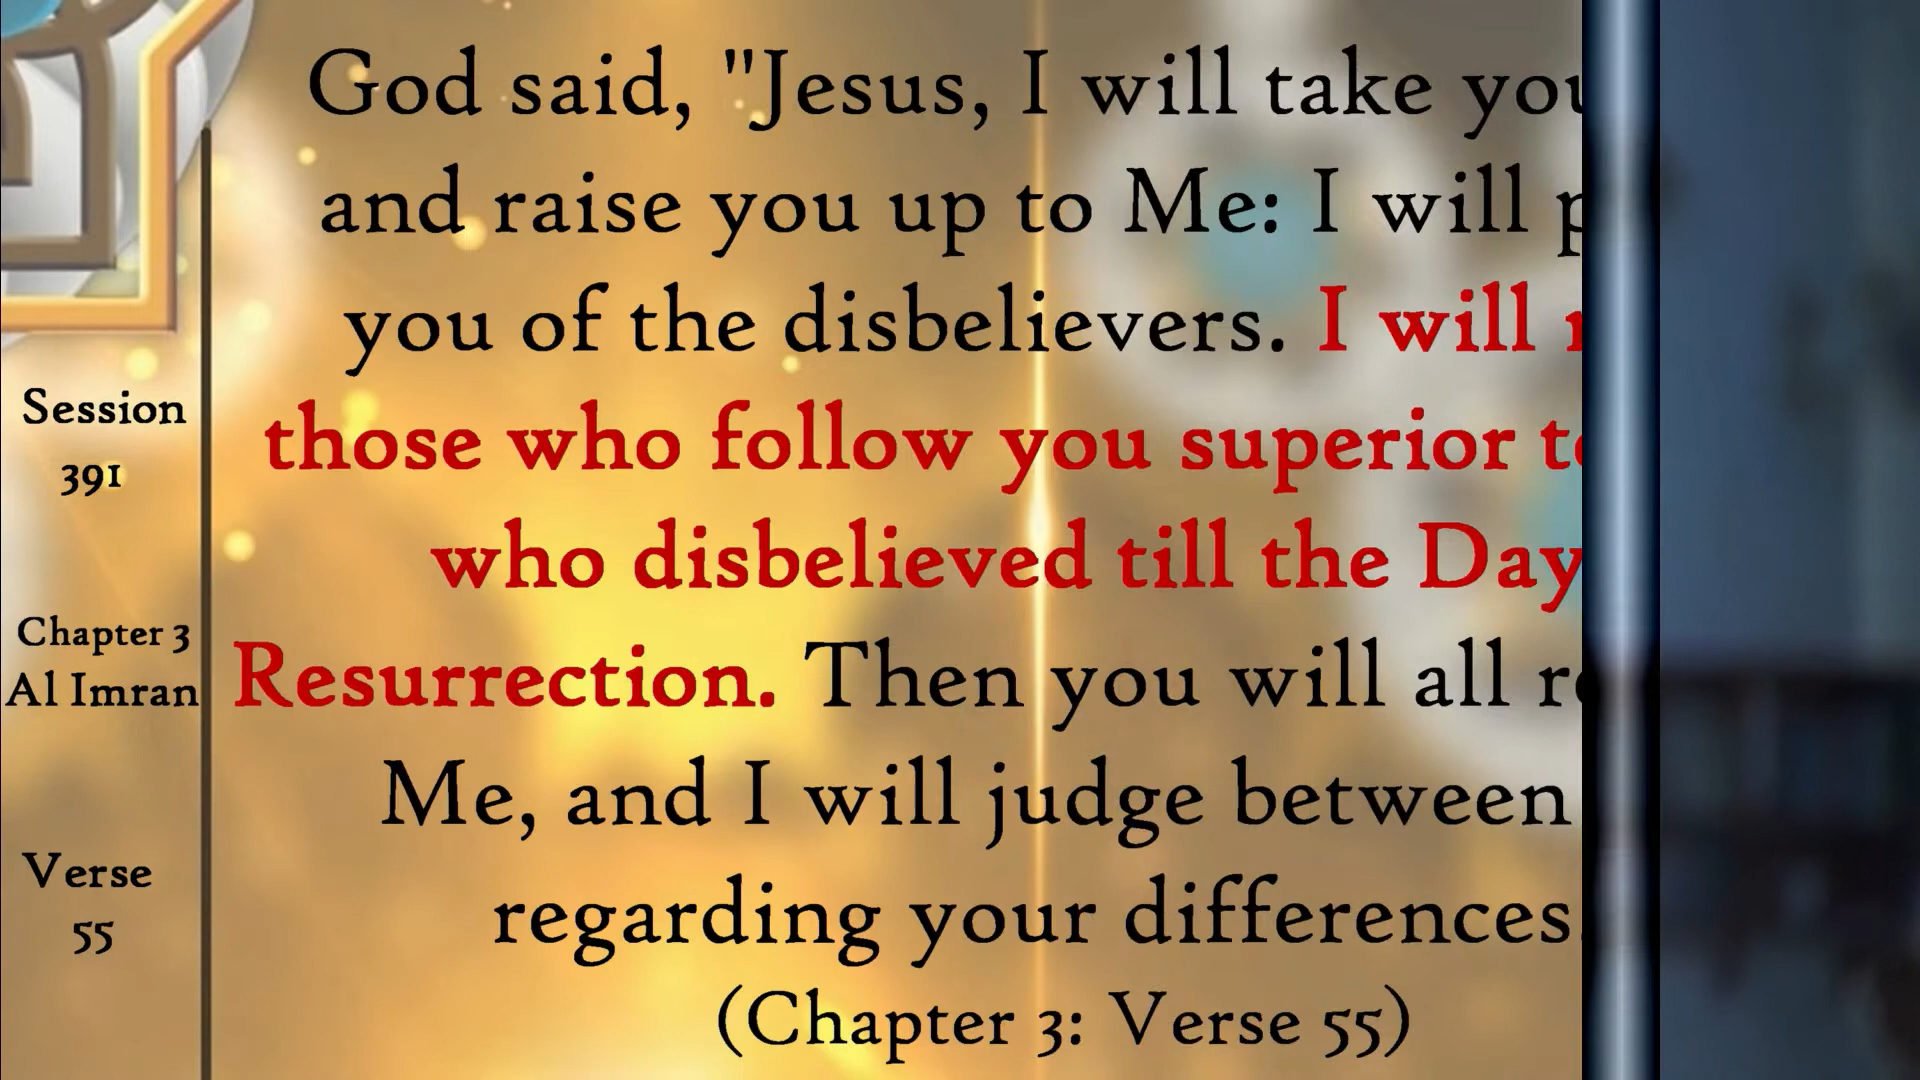 God said, "Jesus, I will take you
and raise you up to Me: I will
you of the disbelievers. I will
those who follow you superior
who disbelieved till the Day
Resurrection. Then you will all
Me, and I will judge between
regarding your differences
(Chapter 3: Verse 55)
Session
391
Chapter 3
Al Imran
Verse
55